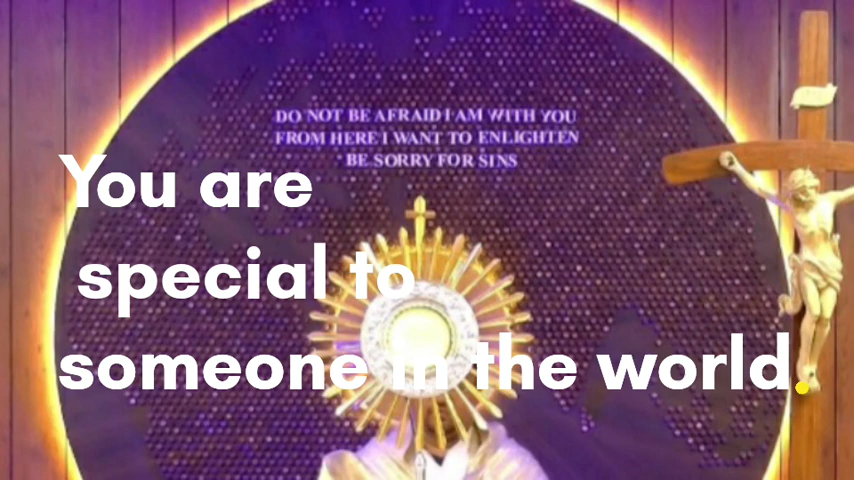 DO NOT BE AFRAID I AM WITH YOU
FROM HERE I WANT TO ENLIGHTEN
BE SORRY FOR SINS
You are
special to
someone in the world.